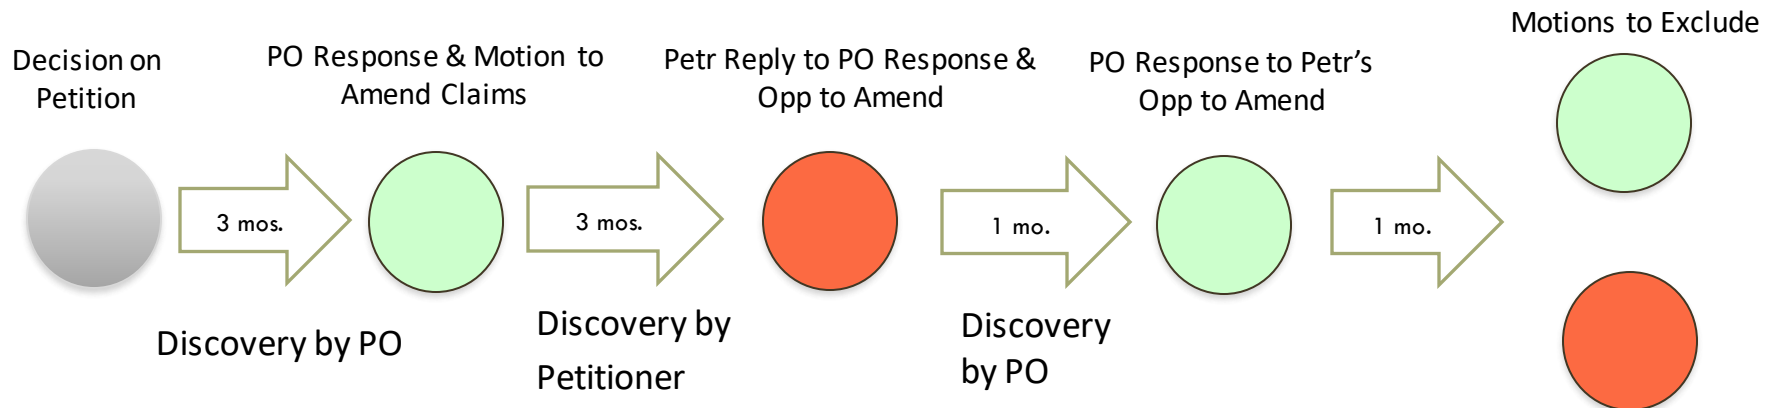 Decision on
Petition
PO Response & Motion to
Amend Claims
Petr Reply to PO Response &
Opp to Amend
PO Response to Petr's
Opp to Amend
Motions to Exclude
3 mos.
3 mos.
1 mo.
1 mo.
Discovery by PO
Discovery by
Petitioner
Discovery
by PO